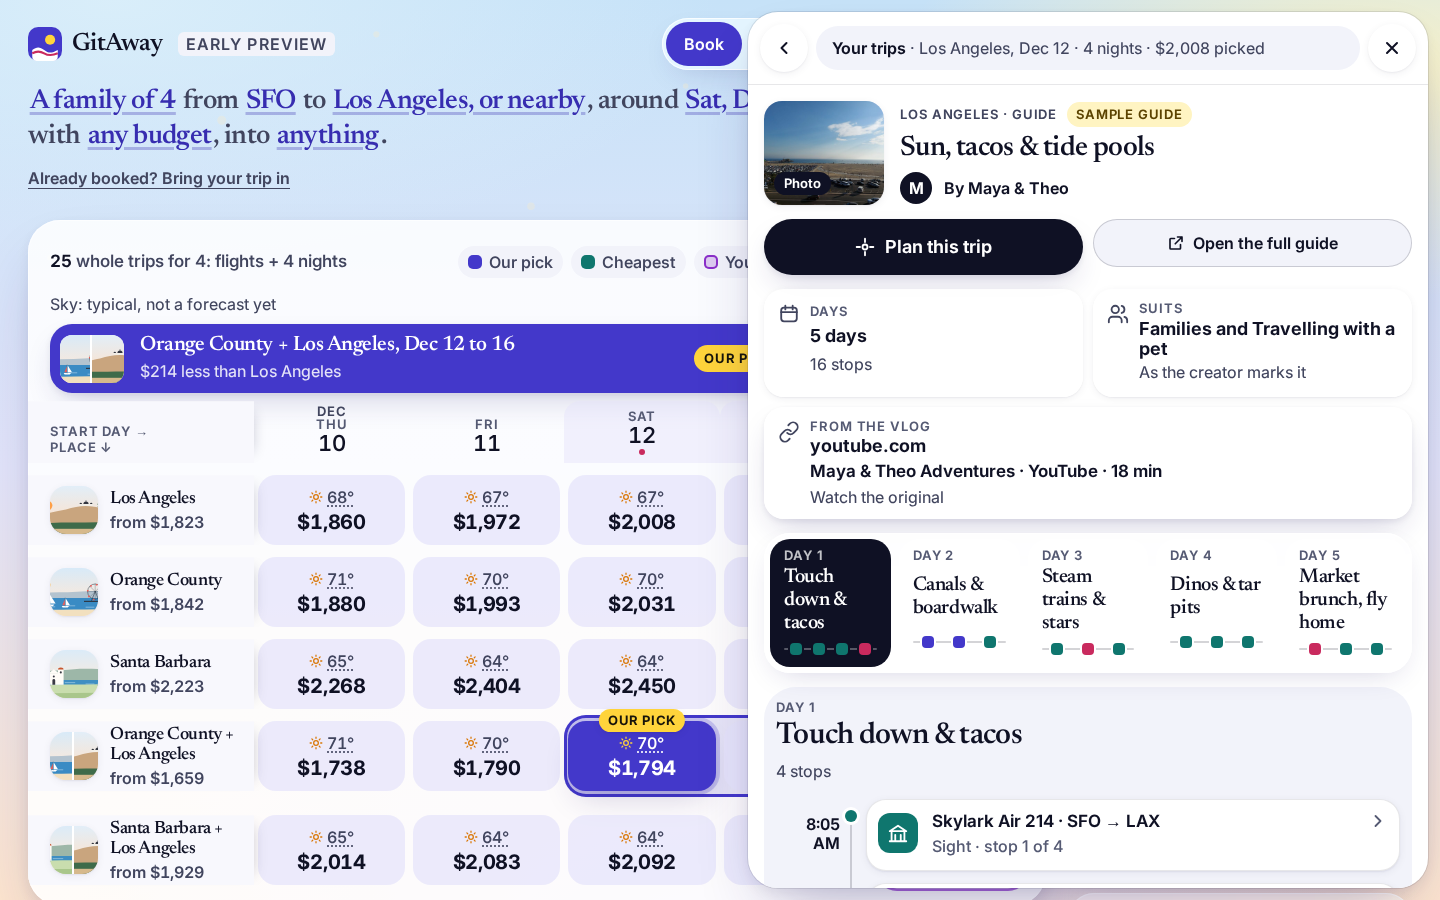 GitAway
EARLY PREVIEW
Book
A family of 4 from SFO to Los Angeles, or nearby, around Sat, D
with any budget, into anything.
Already booked? Bring your trip in
25 whole trips for 4: flights + 4 nights
Our pick
Cheapest
You
Sky: typical, not a forecast yet
Orange County + Los Angeles, Dec 12 to 16
$214 less than Los Angeles
OUR P
START DAY →
PLACE ↓
DEC
THU
10
FRI
11
SAT
12
Los Angeles
from $1,823
68°
$1,860
67°
$1,972
67°
$2,008
Orange County
from $1,842
71°
$1,880
70°
$1,993
70°
$2,031
Santa Barbara
from $2,223
65°
$2,268
64°
$2,404
64°
$2,450
Orange County +
Los Angeles
from $1,659
71°
$1,738
70°
$1,790
OUR PICK
70°
$1,794
Santa Barbara +
Los Angeles
from $1,929
65°
$2,014
64°
$2,083
64°
$2,092
Your trips · Los Angeles, Dec 12 · 4 nights · $2,008 picked
Photo
LOS ANGELES · GUIDE
SAMPLE GUIDE
Sun, tacos & tide pools
M
By Maya & Theo
Plan this trip
Open the full guide
DAYS
5 days
16 stops
SUITS
Families and Travelling with a
pet
As the creator marks it
FROM THE VLOG
youtube.com
Maya & Theo Adventures · YouTube · 18 min
Watch the original
DAY 1
Touch
down &
tacos
DAY 2
Canals &
boardwalk
DAY 3
Steam
trains &
stars
DAY 4
Dinos & tar
pits
DAY 5
Market
brunch, fly
home
DAY 1
Touch down & tacos
4 stops
8:05
AM
Skylark Air 214 · SFO → LAX
Sight · stop 1 of 4